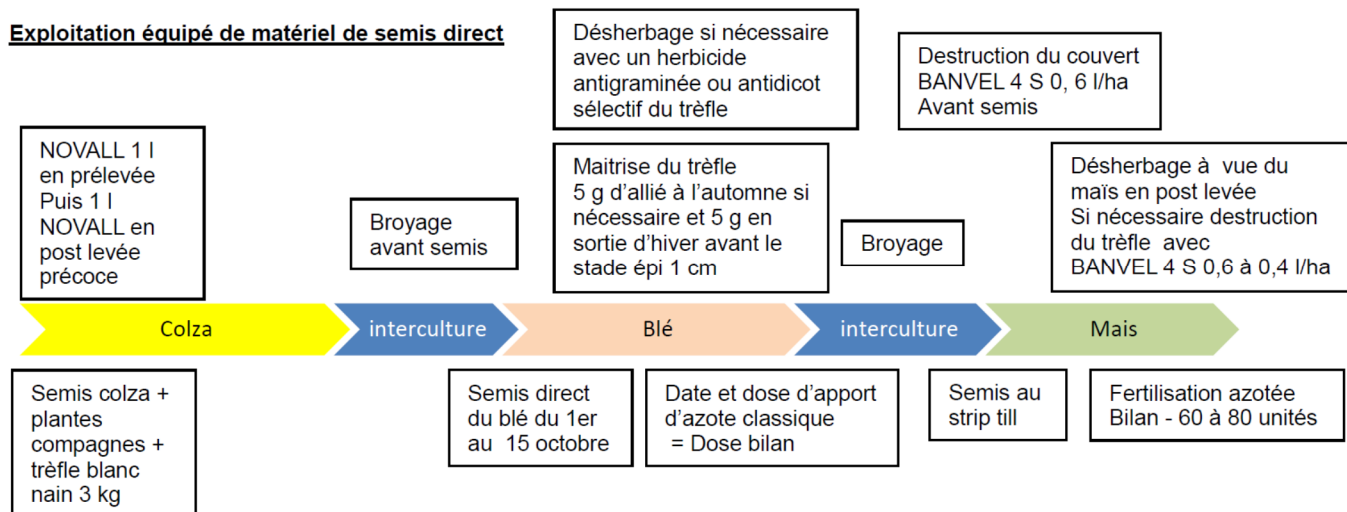 Exploitation équipé de matériel de semis direct
Désherbage si nécessaire
avec un herbicide
antigraminée ou antidicot
sélectif du trèfle
Destruction du couvert
BANVEL 4 S 0, 6 l/ha
Avant semis
NOVALL 1 l
en prélevée
Puis 1 l
NOVALL en
post levée
précoce
Broyage
avant semis
Maitrise du trèfle
5 g d'allié à l'automne si
nécessaire et 5 g en
sortie d'hiver avant le
stade épi 1 cm
Broyage
Désherbage à vue du
maïs en post levée
Si nécessaire destruction
du trèfle avec
BANVEL 4 S 0,6 à 0,4 l/ha
Colza
interculture
Blé
interculture
Mais
Semis colza +
plantes
compagnes +
trèfle blanc
nain 3 kg
Semis direct
du blé du 1er
au 15 octobre
Date et dose d'apport
d'azote classique
= Dose bilan
Semis au
strip till
Fertilisation azotée
Bilan - 60 à 80 unités